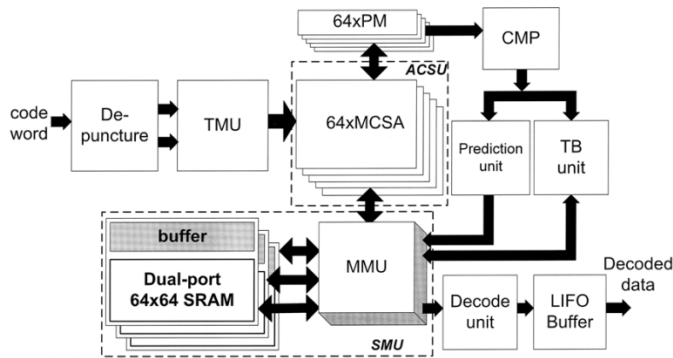 64xPM
CMP
ACSU
code
word
De-
puncture
TMU
64xMCSA
Prediction
unit
TB
unit
buffer
Dual-port
64x64 SRAM
MMU
SMU
Decode
unit
LIFO
Buffer
Decoded
data